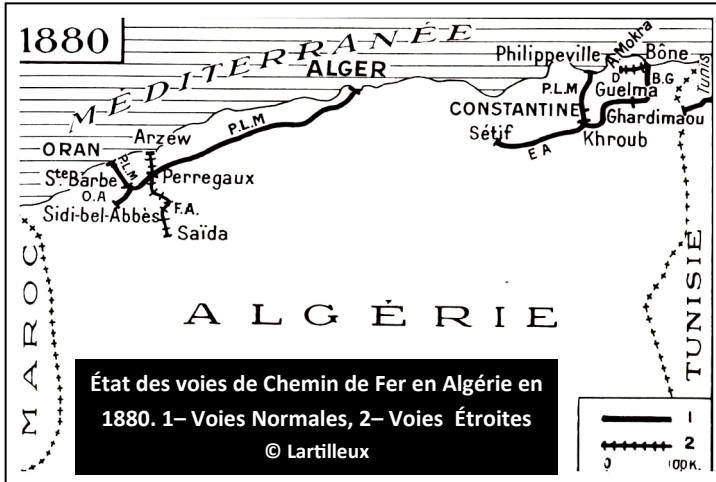 1880
MÉDITERRANÉE
ALGER
Philippeville
A. Mokra
Bône
D
B.G
Tunis
P.L.M
Guelma
CONSTANTINE
Ghardimaou
Sétif
E A
Khroub
P.L.M
Arzew
ORAN
P.L.M.
Ste Barbe
Perregaux
O.A
Sidi-bel-Abbès
F.A.
Saïda
MAROC
ALGÉRIE
TUNISIE
État des voies de Chemin de Fer en Algérie en
1880. 1– Voies Normales, 2– Voies Étroites
© Lartilleux
1
2
0